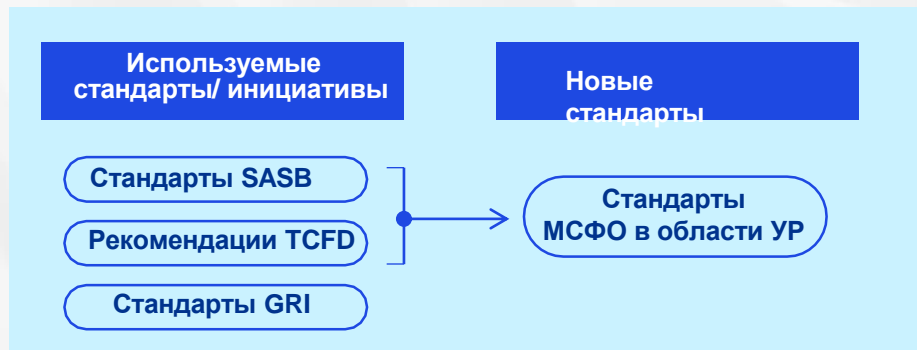 Используемые
стандарты/ инициативы
Новые
стандарты
Стандарты SASB
Рекомендации TCFD
Стандарты GRI
Стандарты
МСФО в области УР